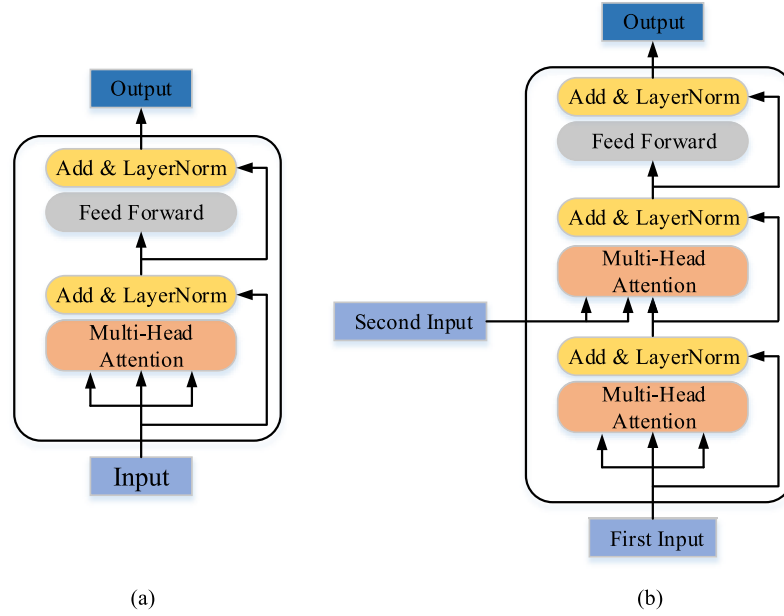 Output
Add & LayerNorm
Feed Forward
Add & LayerNorm
Multi-Head
Attention
Input
(a)
Output
Add & LayerNorm
Feed Forward
Add & LayerNorm
Multi-Head
Attention
Second Input
Add & LayerNorm
Multi-Head
Attention
First Input
(b)